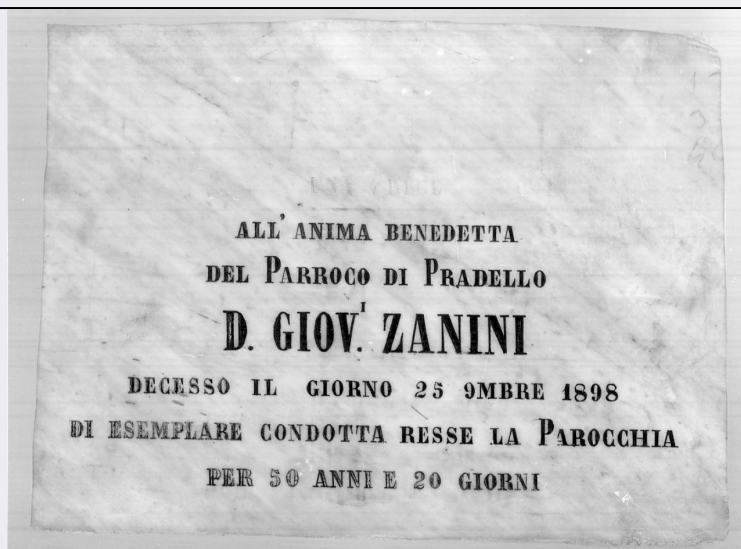 ALL' ANIMA BENEDETTA
DEL PARROCO DI PRADELLO
D. GIOV.I ZANINI
DECESSO IL GIORNO 25 9MBRE 1898
DI ESEMPLARE CONDOTTA RESSE LA PAROCCHIA
PER 50 ANNI E 20 GIORNI